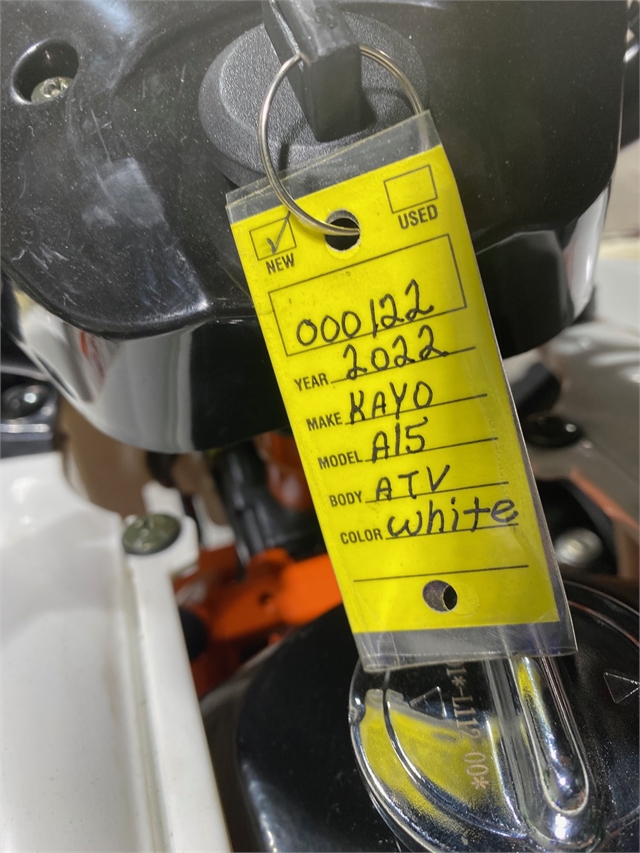 NEW USED
000122
YEAR 2022
MAKE KAYO
MODEL A15
BODY ATV
COLOR white